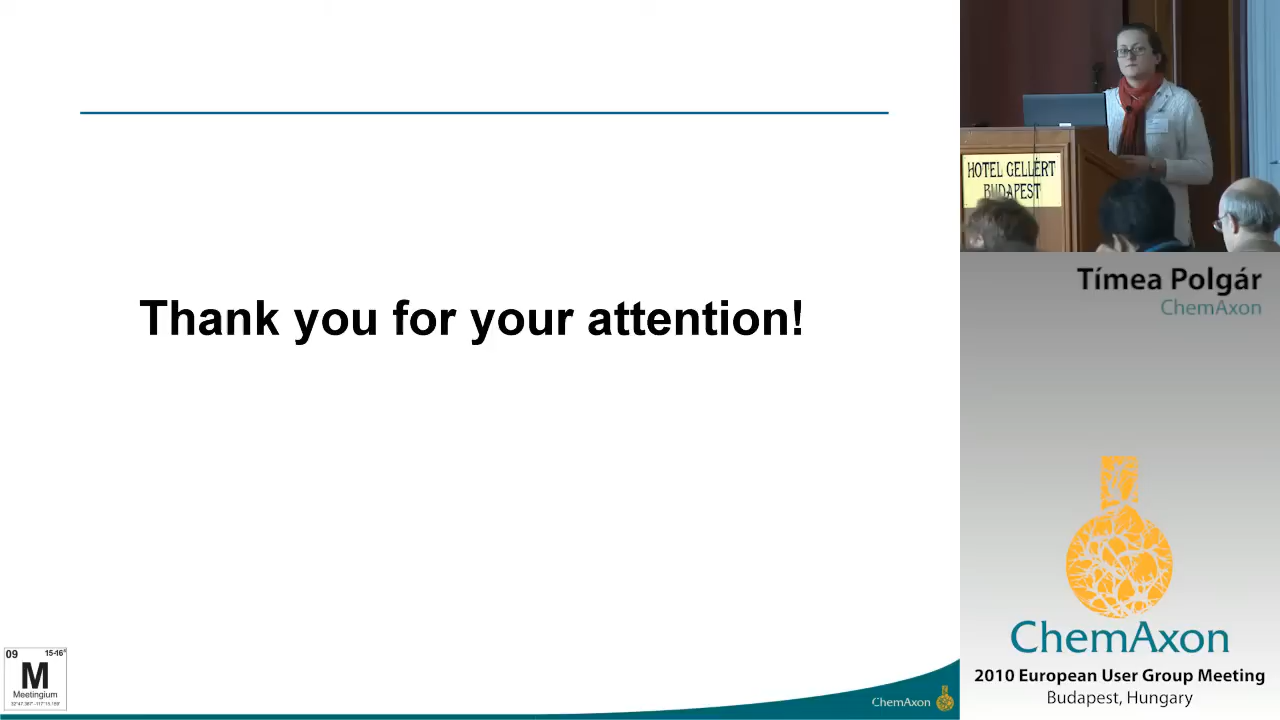 Thank you for your attention!
09 15-16
M
Meetingium
ChemAxon
HOTEL GELLÉRT
BUDAPEST
Tímea Polgár
ChemAxon
ChemAxon
2010 European User Group Meeting
Budapest, Hungary